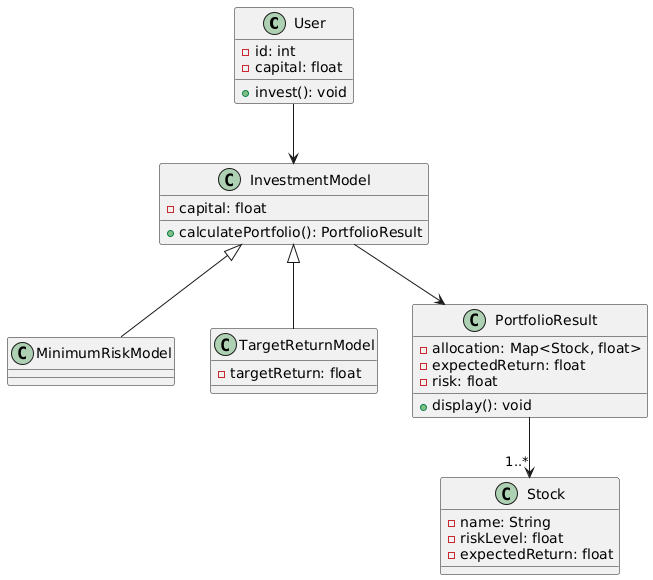 C User
id: int
capital: float
invest(): void
C InvestmentModel
capital: float
calculatePortfolio(): PortfolioResult
C MinimumRiskModel
C TargetReturnModel
targetReturn: float
C PortfolioResult
allocation: Map<Stock, float>
expectedReturn: float
risk: float
display(): void
1..*
C Stock
name: String
riskLevel: float
expectedReturn: float